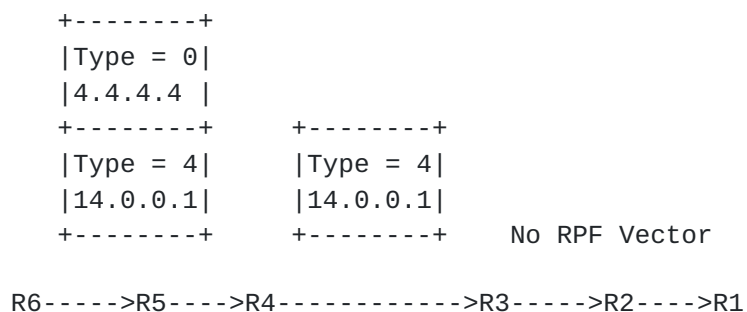 +--------+
|Type = 0|
|4.4.4.4 |
+--------+     +--------+
|Type = 4|     |Type = 4|
|14.0.0.1|     |14.0.0.1|
+--------+     +--------+    No RPF Vector
R6----->R5---->R4------------>R3----->R2---->R1